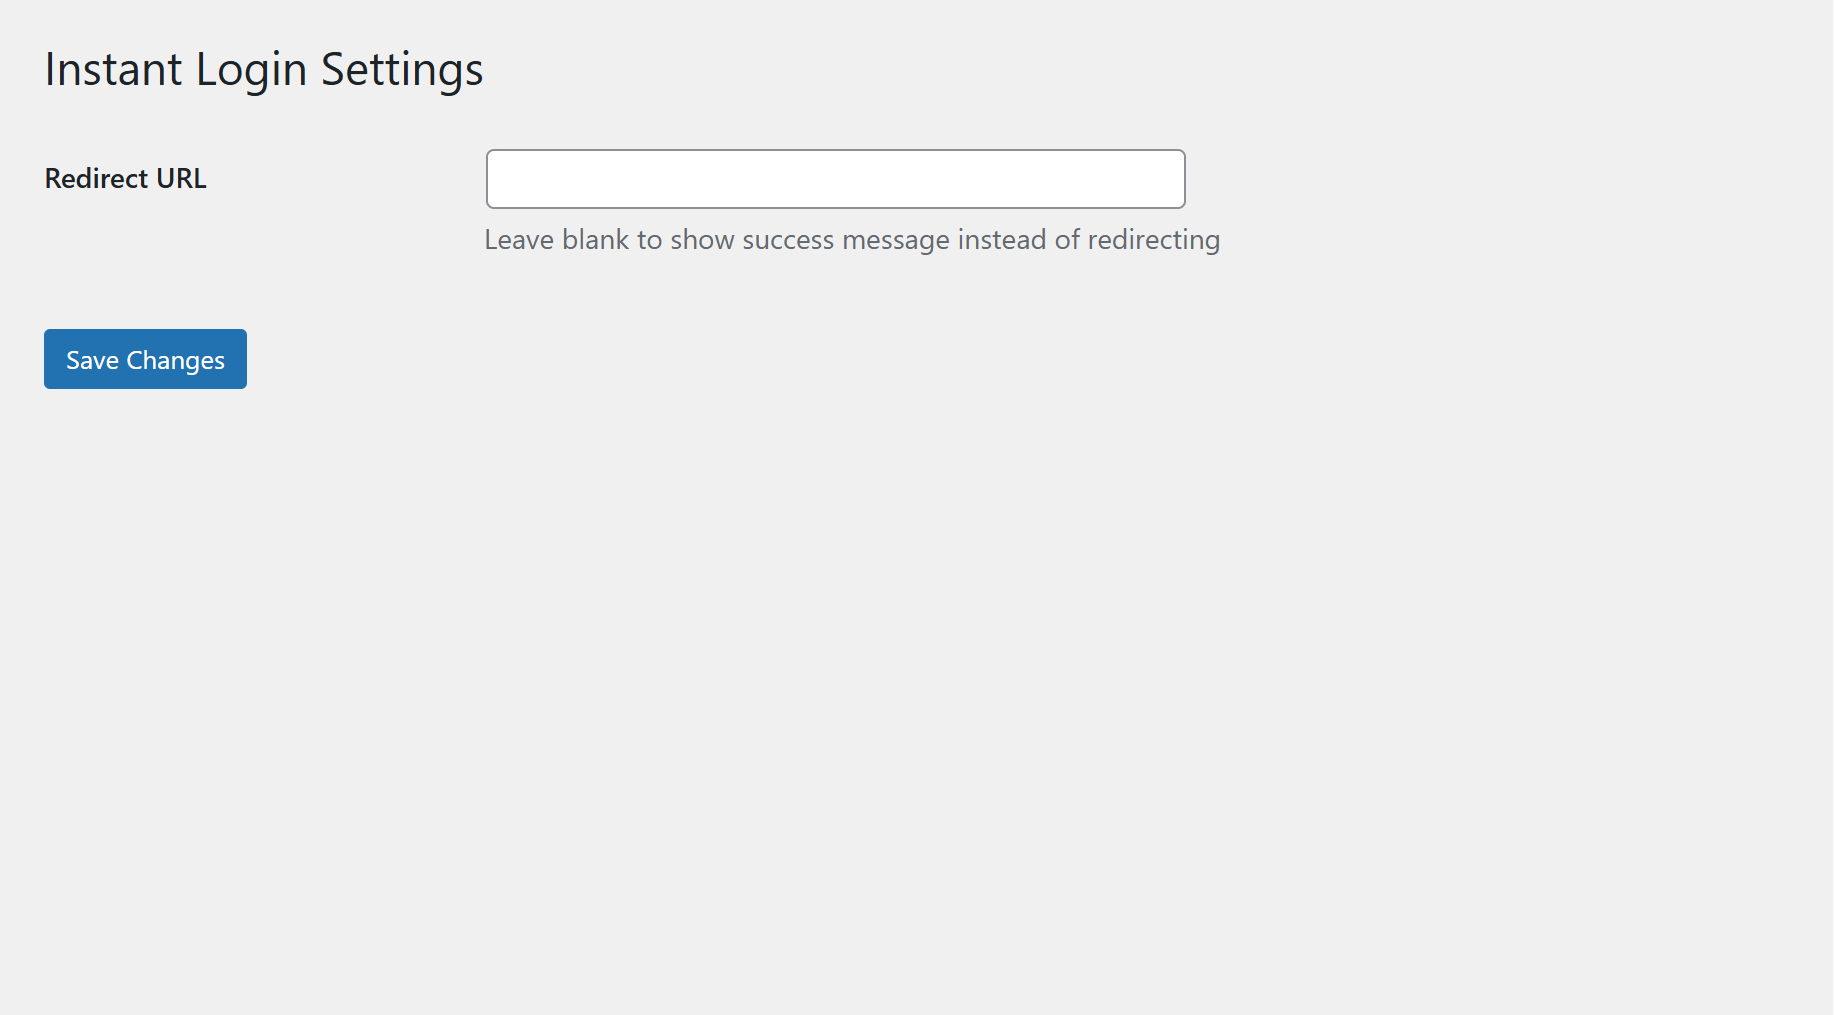 Instant Login Settings
Redirect URL
Leave blank to show success message instead of redirecting
Save Changes